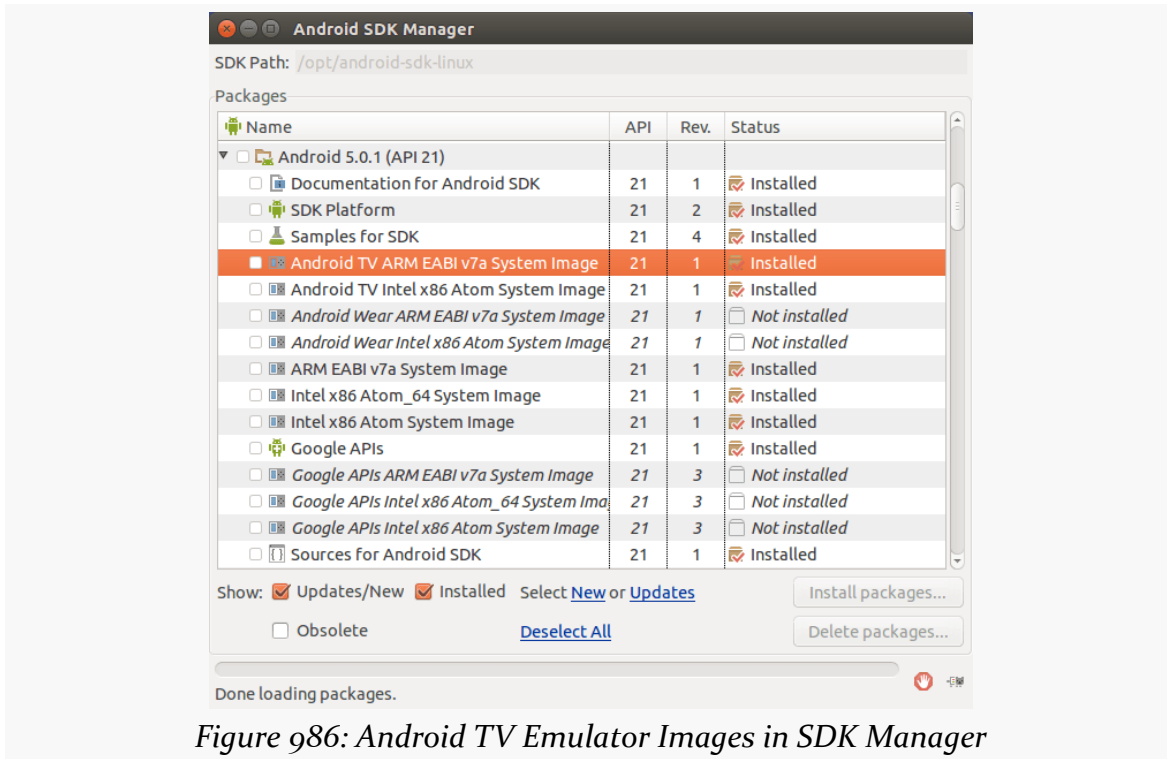 Android SDK Manager
SDK Path: /opt/android-sdk-linux
Packages
Name API Rev. Status
Android 5.0.1 (API 21)
Documentation for Android SDK 21 1 Installed
SDK Platform 21 2 Installed
Samples for SDK 21 4 Installed
Android TV ARM EABI v7a System Image 21 1 Installed
Android TV Intel x86 Atom System Image 21 1 Installed
Android Wear ARM EABI v7a System Image 21 1 Not installed
Android Wear Intel x86 Atom System Image 21 1 Not installed
ARM EABI v7a System Image 21 1 Installed
Intel x86 Atom_64 System Image 21 1 Installed
Intel x86 Atom System Image 21 1 Installed
Google APIs 21 1 Installed
Google APIs ARM EABI v7a System Image 21 3 Not installed
Google APIs Intel x86 Atom_64 System Ima 21 3 Not installed
Google APIs Intel x86 Atom System Image 21 3 Not installed
Sources for Android SDK 21 1 Installed
Show: Updates/New Installed Select New or Updates Install packages...
Obsolete Deselect All Delete packages...
Done loading packages.
Figure 986: Android TV Emulator Images in SDK Manager